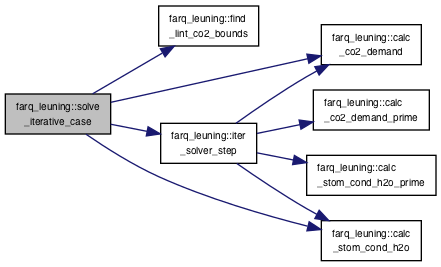 farq_leuning::solve
_iterative_case
farq_leuning::find
_lint_co2_bounds
farq_leuning::iter
_solver_step
farq_leuning::calc
_co2_demand
farq_leuning::calc
_co2_demand_prime
farq_leuning::calc
_stom_cond_h2o_prime
farq_leuning::calc
_stom_cond_h2o